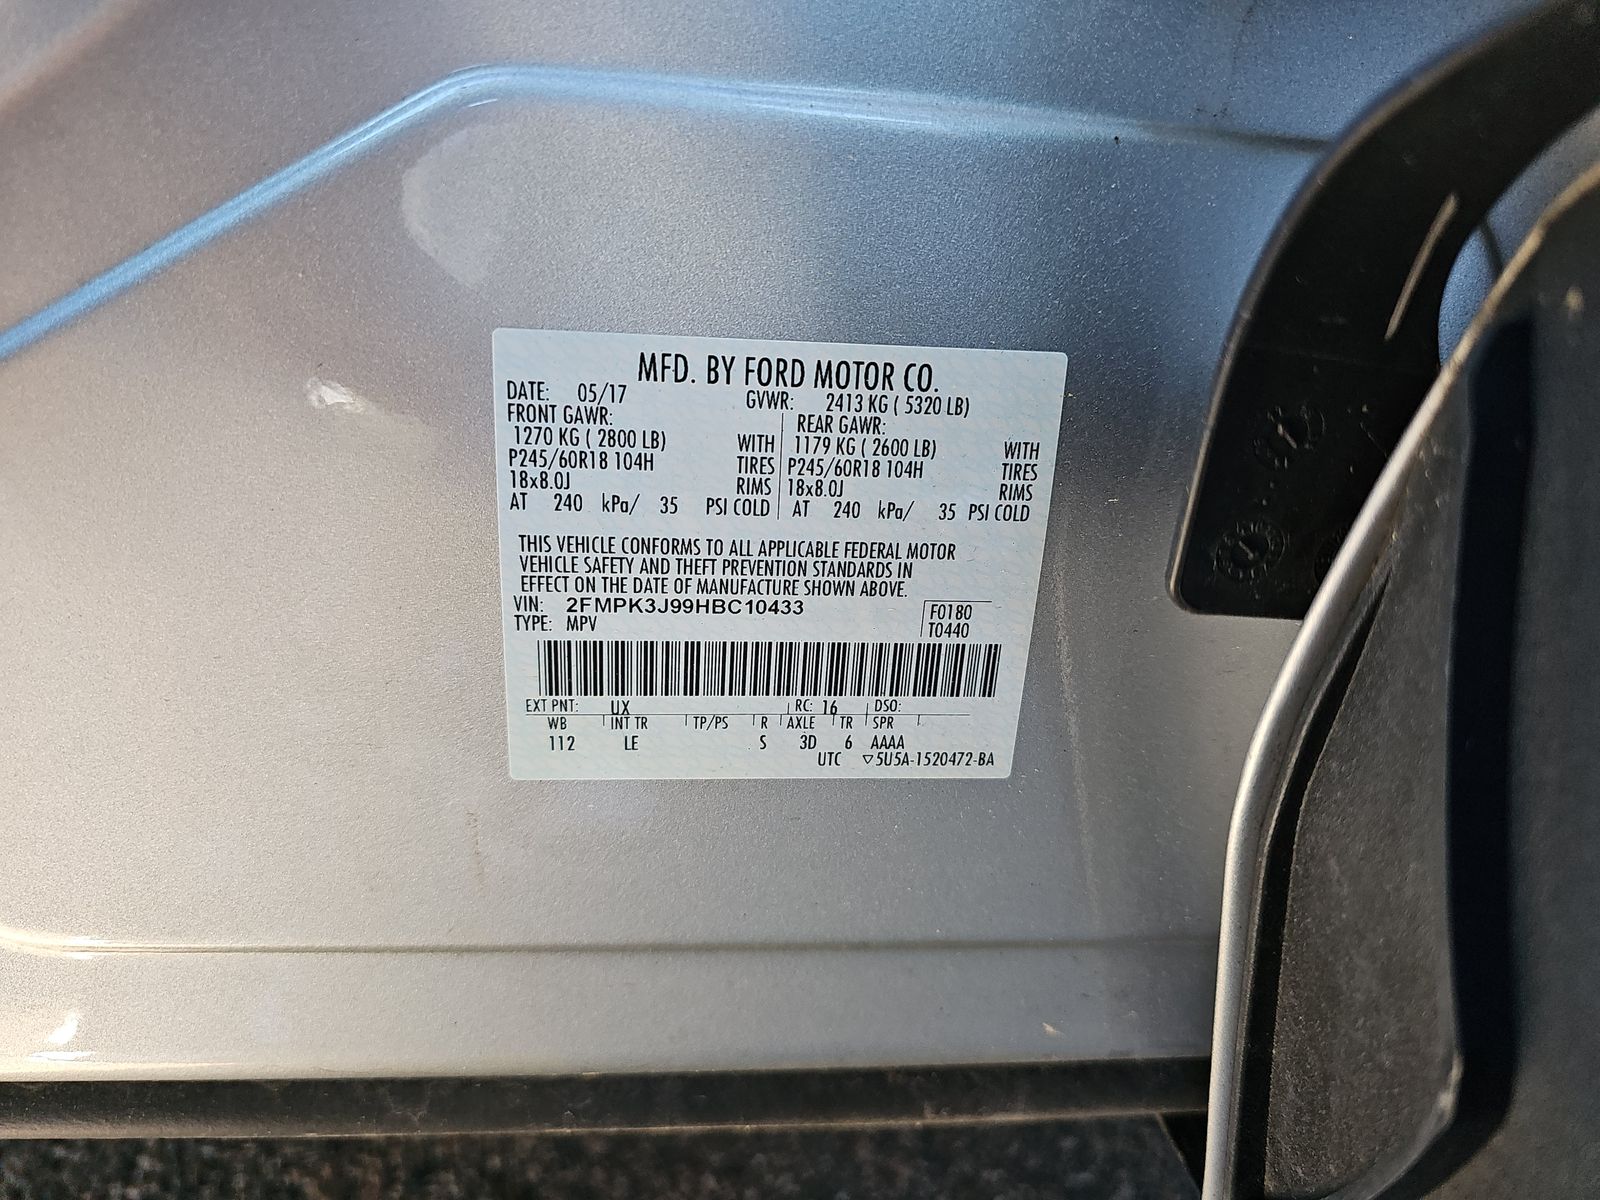 MFD. BY FORD MOTOR CO.
DATE: 05/17 GVWR: 2413 KG ( 5320 LB)
FRONT GAWR: REAR GAWR:
1270 KG ( 2800 LB) WITH 1179 KG ( 2600 LB) WITH
P245/60R18 104H TIRES P245/60R18 104H TIRES
18x8.0J RIMS 18x8.0J RIMS
AT 240 kPa/ 35 PSI COLD AT 240 kPa/ 35 PSI COLD
THIS VEHICLE CONFORMS TO ALL APPLICABLE FEDERAL MOTOR
VEHICLE SAFETY AND THEFT PREVENTION STANDARDS IN
EFFECT ON THE DATE OF MANUFACTURE SHOWN ABOVE.
VIN: 2FMPK3J99HBC10433 F0180
TYPE: MPV T0440
EXT PNT: UX RC: 16 DSO:
WB INT TR TP/PS R AXLE TR SPR
112 LE S 3D 6 AAAA
UTC ▽5U5A-1520472-BA